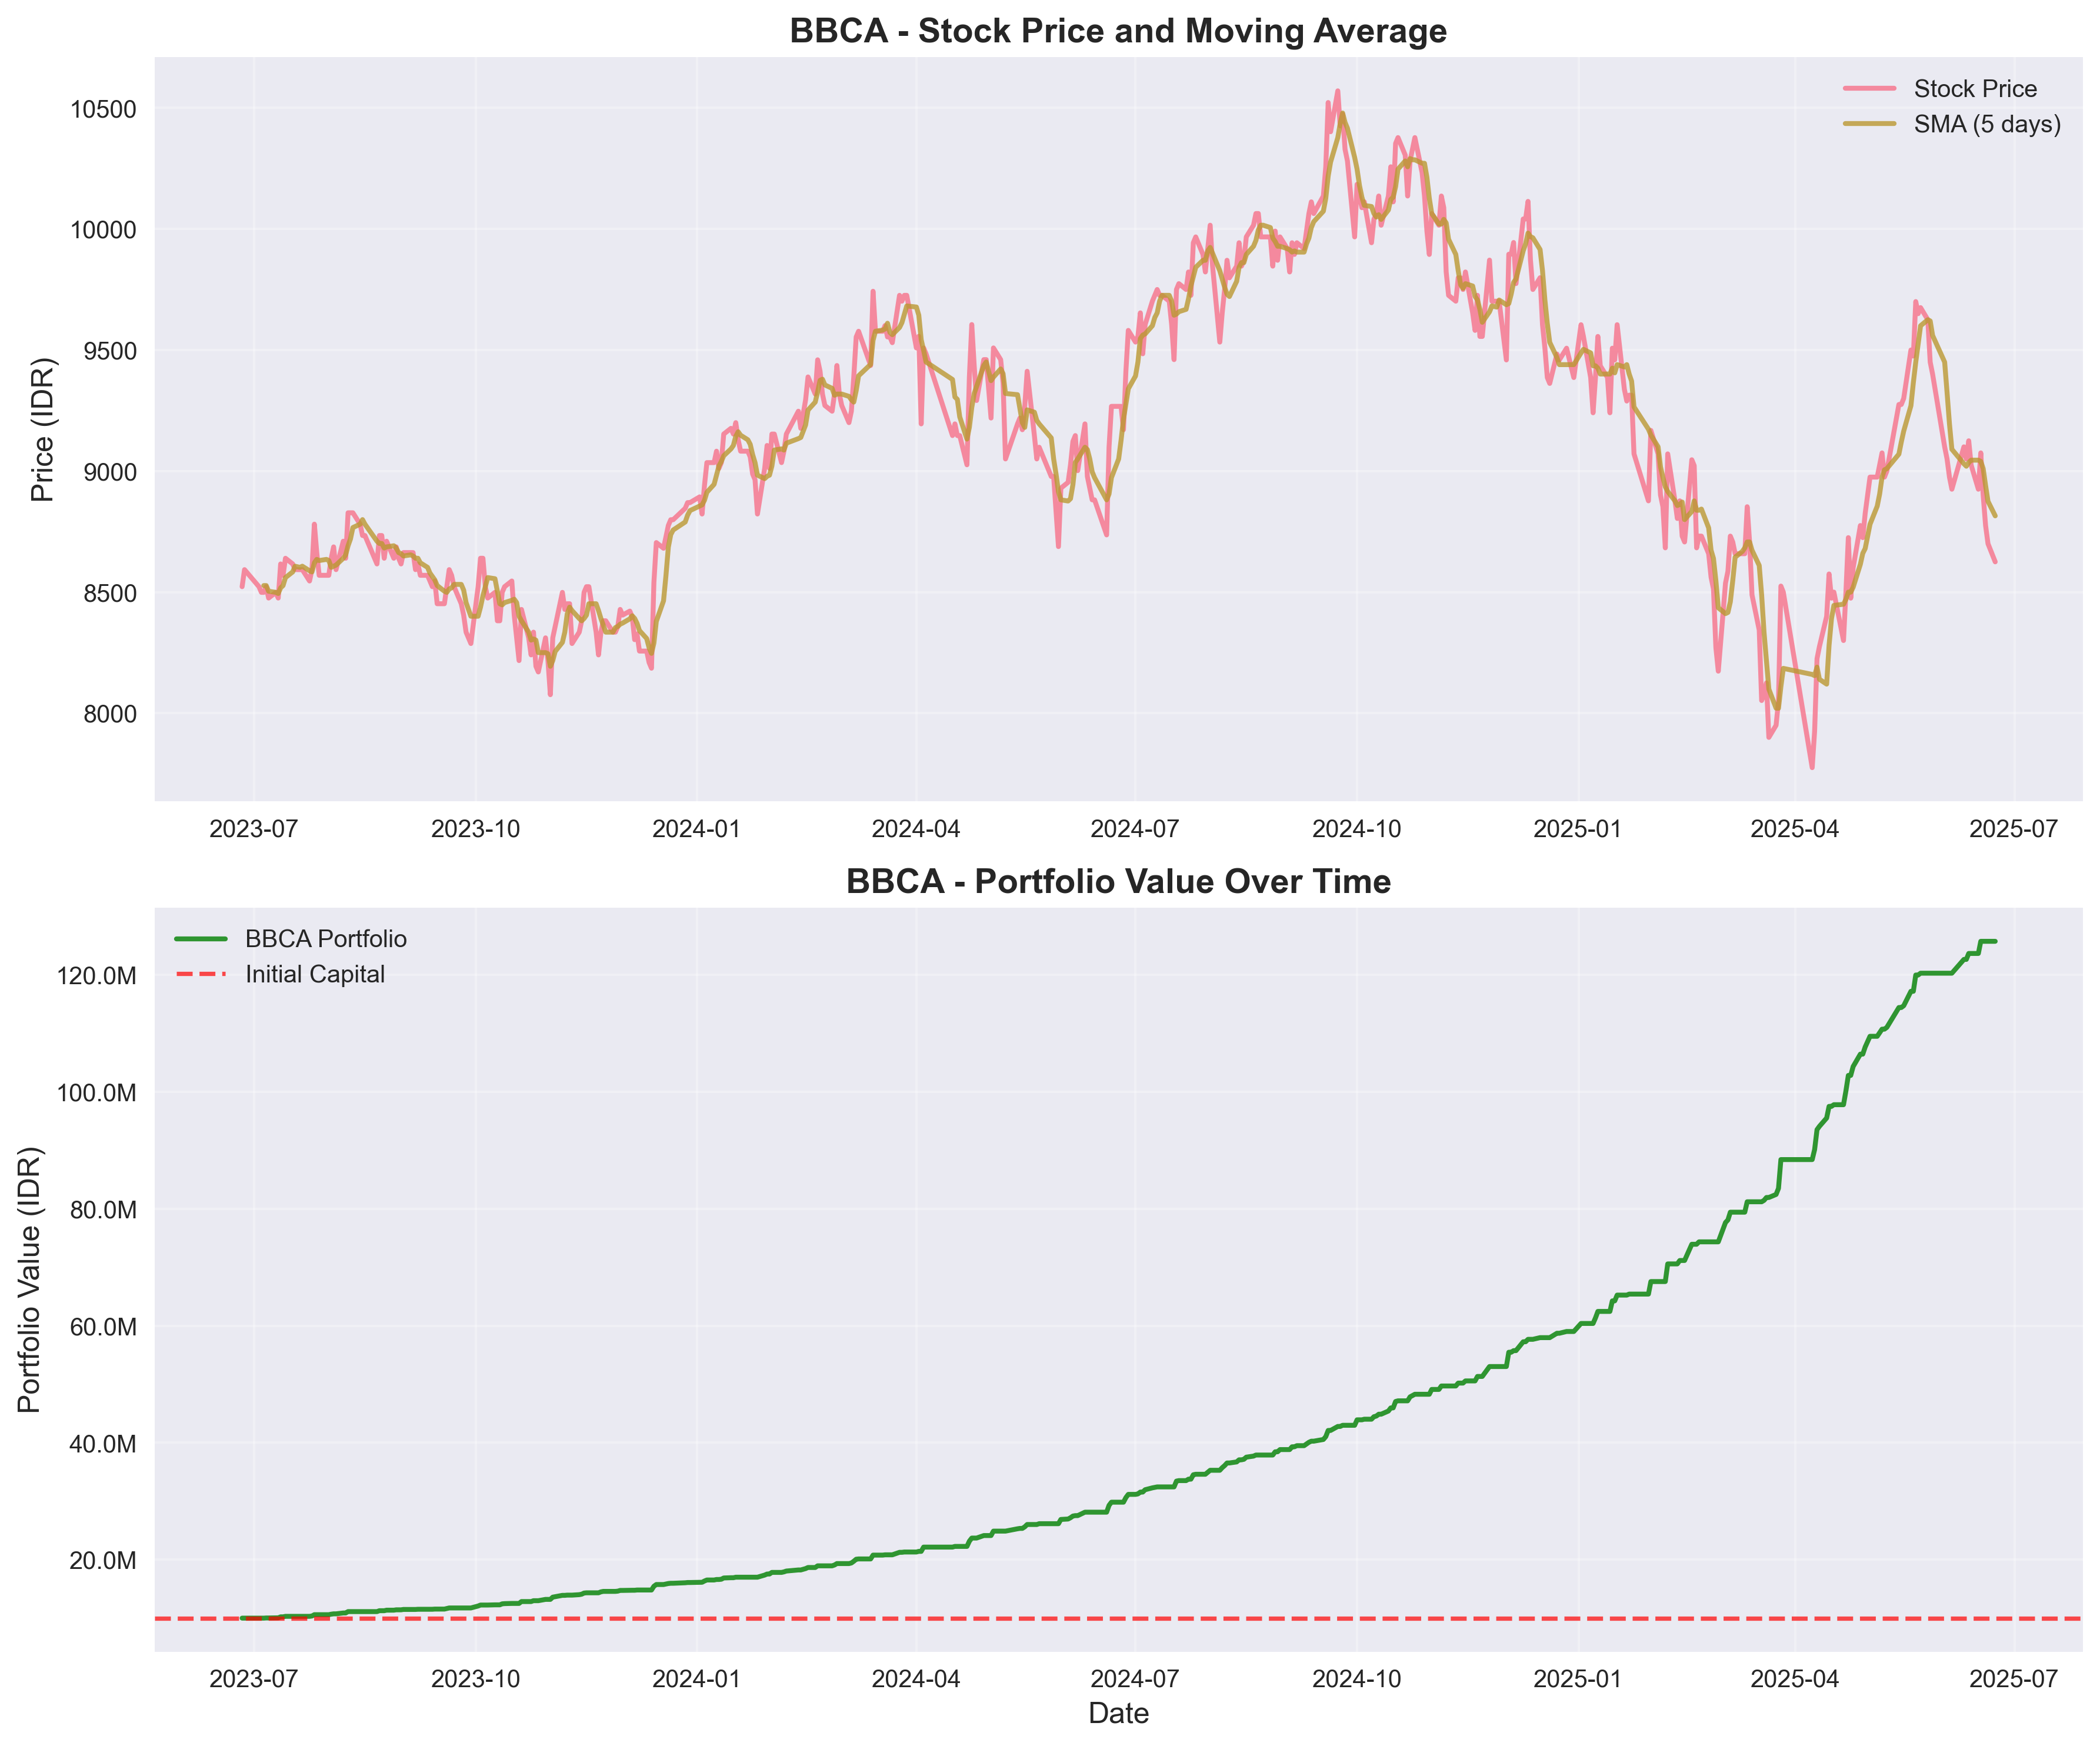 BBCA - Stock Price and Moving Average
Stock Price
SMA (5 days)
Price (IDR)
10500
10000
9500
9000
8500
8000
2023-07
2023-10
2024-01
2024-04
2024-07
2024-10
2025-01
2025-04
2025-07
BBCA - Portfolio Value Over Time
BBCA Portfolio
Initial Capital
Portfolio Value (IDR)
120.0M
100.0M
80.0M
60.0M
40.0M
20.0M
2023-07
2023-10
2024-01
2024-04
2024-07
2024-10
2025-01
2025-04
2025-07
Date